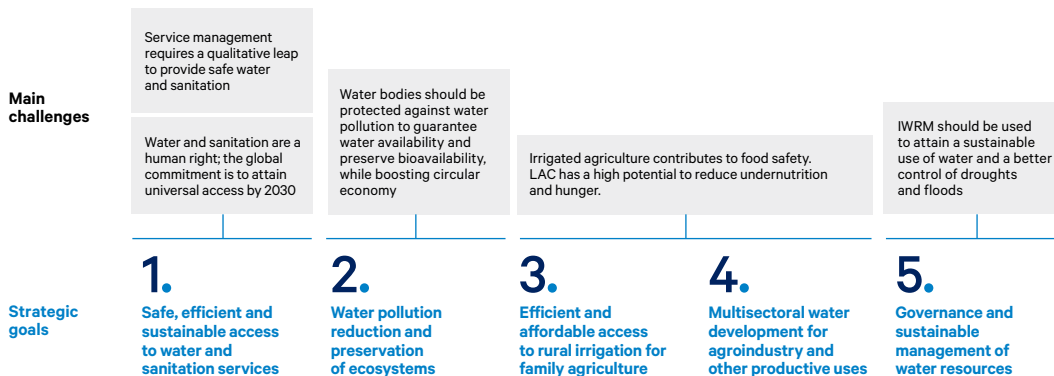 Main
challenges
Service management
requires a qualitative leap
to provide safe water
and sanitation
Water and sanitation are a
human right; the global
commitment is to attain
universal access by 2030
Water bodies should be
protected against water
pollution to guarantee
water availability and
preserve bioavailability,
while boosting circular
economy
Irrigated agriculture contributes to food safety.
LAC has a high potential to reduce undernutrition
and hunger.
IWRM should be used
to attain a sustainable
use of water and a better
control of droughts
and floods
Strategic
goals
1.
Safe, efficient and
sustainable access
to water and
sanitation services
2.
Water pollution
reduction and
preservation
of ecosystems
3.
Efficient and
affordable access
to rural irrigation for
family agriculture
4.
Multisectoral water
development for
agroindustry and
other productive uses
5.
Governance and
sustainable
management of
water resources